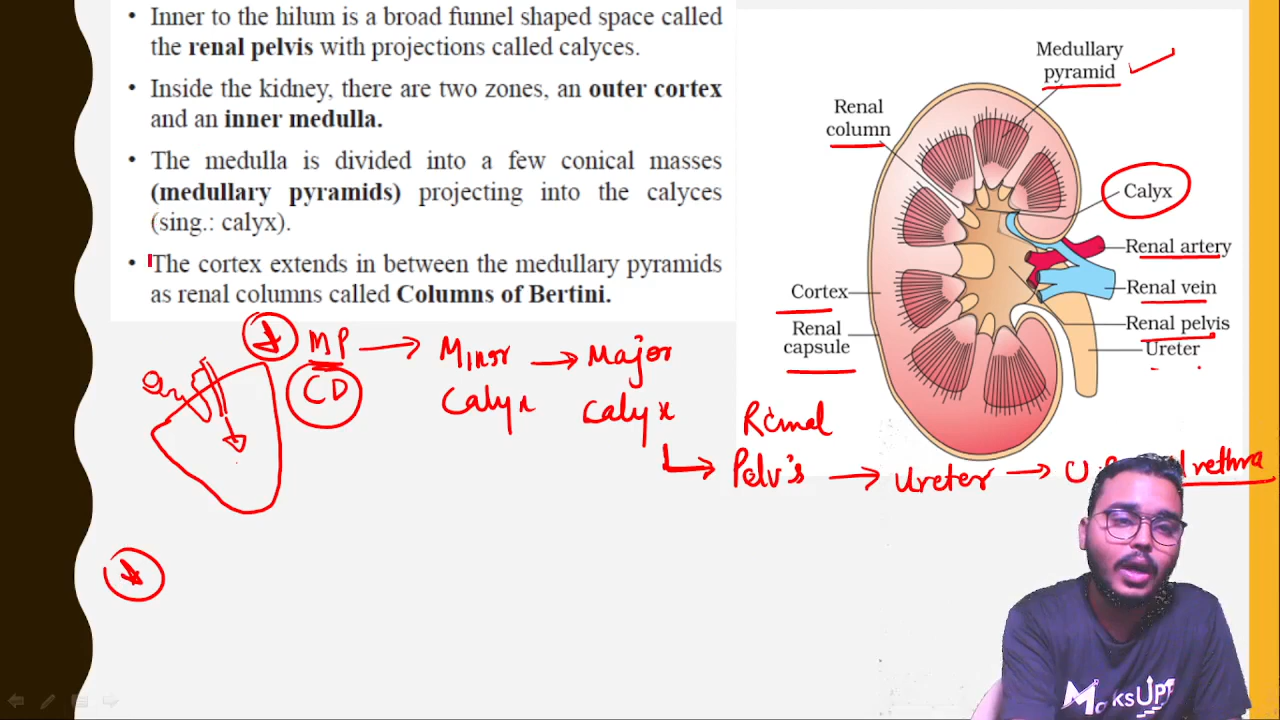 • Inner to the hilum is a broad funnel shaped space called
the renal pelvis with projections called calyces.
• Inside the kidney, there are two zones, an outer cortex
and an inner medulla.
• The medulla is divided into a few conical masses
(medullary pyramids) projecting into the calyces
(sing.: calyx).
• The cortex extends in between the medullary pyramids
as renal columns called Columns of Bertini.
Medullary
pyramid
Renal
column
Calyx
Renal artery
Renal vein
Cortex
Renal pelvis
Renal
capsule
Ureter
MP → Minor → Major
CD Calyx Calyx
Renal
Pelvis → Ureter → U. rethra
MarksUPP